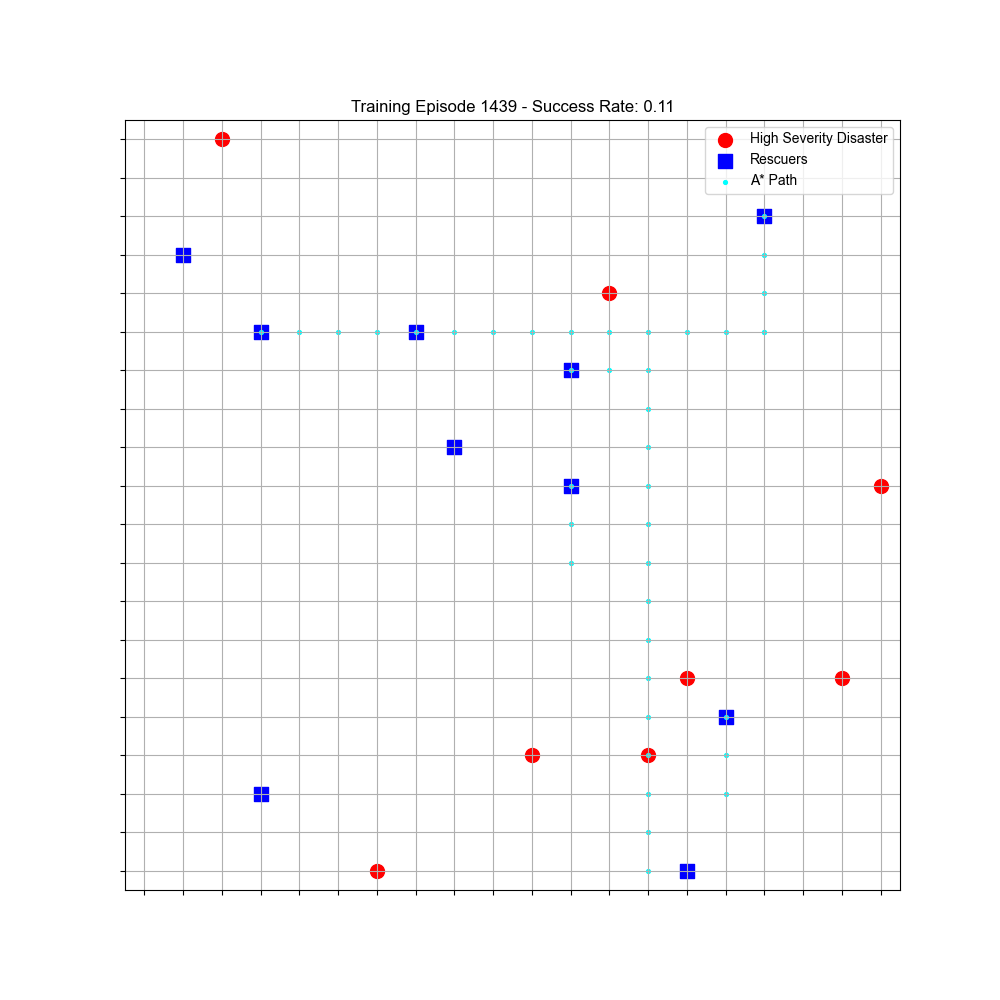 Training Episode 1439 - Success Rate: 0.11
High Severity Disaster
Rescuers
A* Path